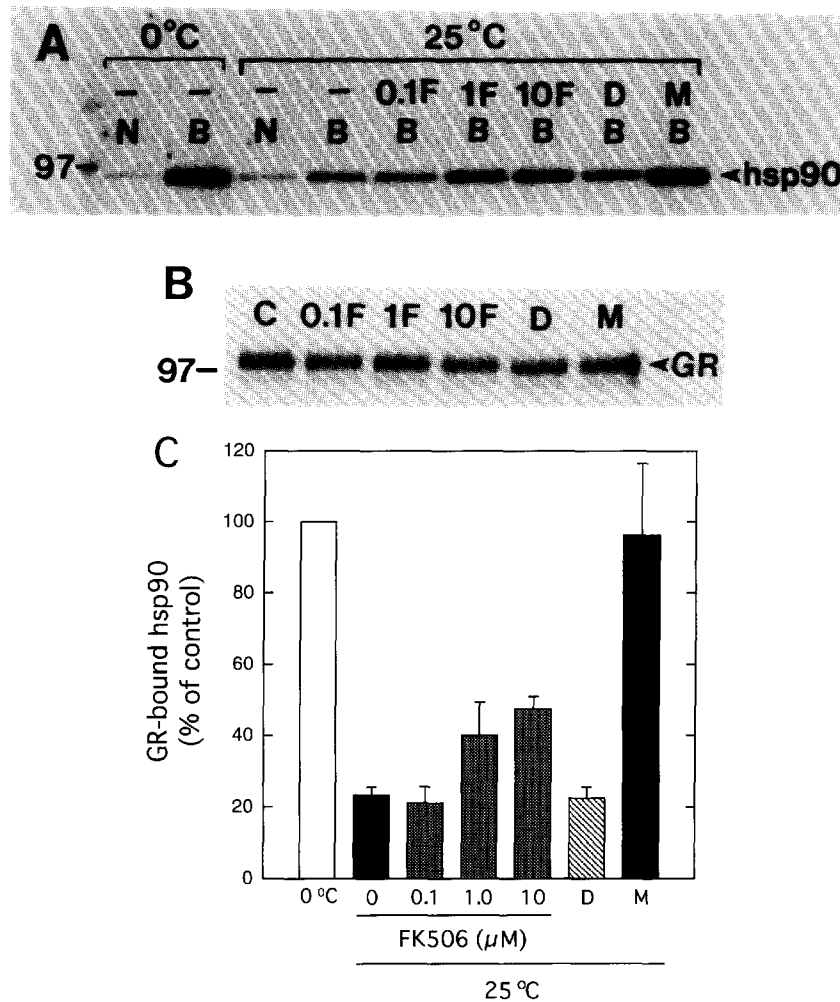 A
0°C 25°C
– – – – 0.1F 1F 10F D M
N B N B B B B B B
97 hsp90
B
C 0.1F 1F 10F D M
97– GR
C
120
100
80
60
40
20
0
GR-bound hsp90
(% of control)
0 °C 0 0.1 1.0 10 D M
FK506 (µM)
25 °C